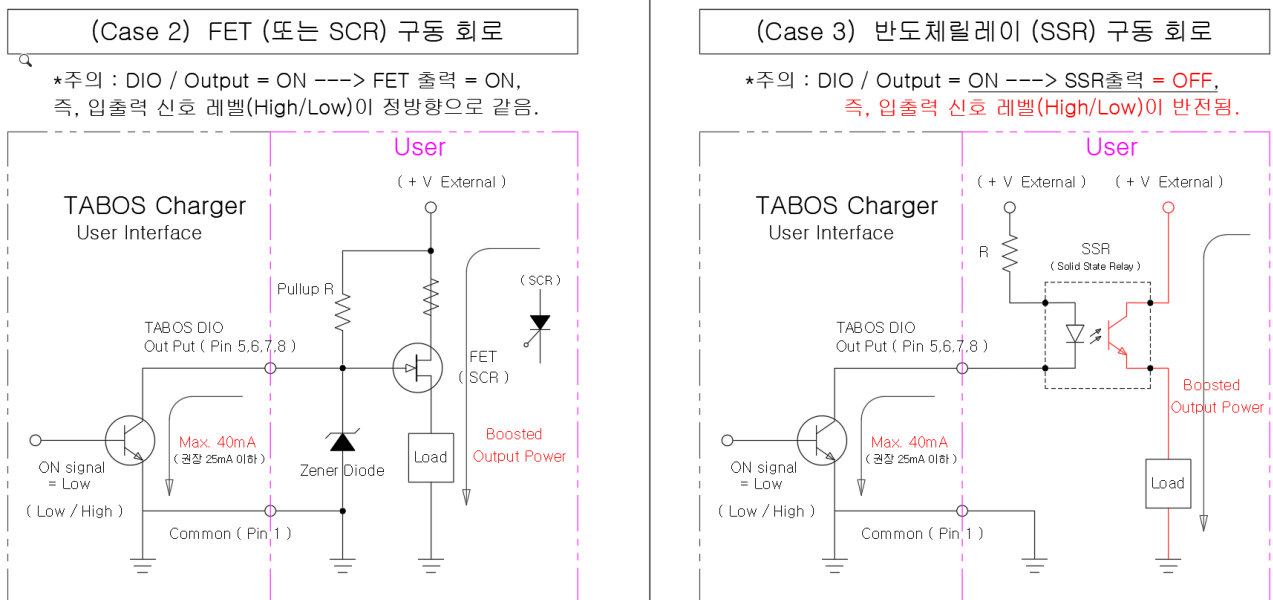 (Case 2) FET (또는 SCR) 구동 회로
*주의 : DIO / Output = ON ---> FET 출력 = ON,
즉, 입출력 신호 레벨(High/Low)이 정방향으로 같음.
User
( + V External )
TABOS Charger
User Interface
( SCR )
Pullup R
TABOS DIO
Out Put ( Pin 5,6,7,8 )
FET
( SCR )
Max. 40mA
( 권장 25mA 이하 )
Boosted
Output Power
Load
Zener Diode
ON signal
= Low
( Low / High )
Common ( Pin 1 )
(Case 3) 반도체릴레이 (SSR) 구동 회로
*주의 : DIO / Output = ON ---> SSR출력 = OFF,
즉, 입출력 신호 레벨(High/Low)이 반전됨.
User
( + V External ) ( + V External )
TABOS Charger
User Interface
R
SSR
( Solid State Relay )
TABOS DIO
Out Put ( Pin 5,6,7,8 )
Boosted
Output Power
Max. 40mA
( 권장 25mA 이하 )
ON signal
= Low
Load
( Low / High )
Common ( Pin 1 )